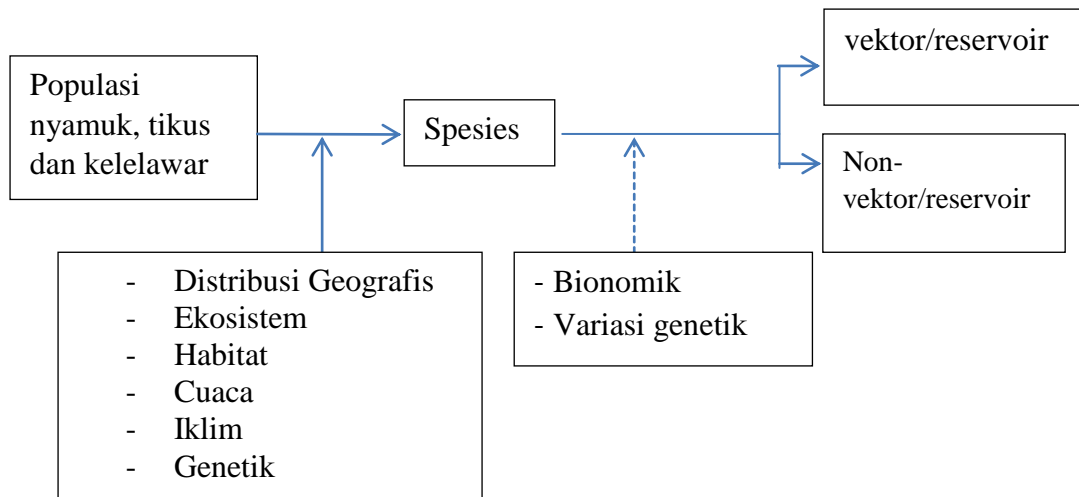 Populasi
nyamuk, tikus
dan kelelawar
Spesies
vektor/reservoir
Non-
vektor/reservoir
- Distribusi Geografis
- Ekosistem
- Habitat
- Cuaca
- Iklim
- Genetik
- Bionomik
- Variasi genetik